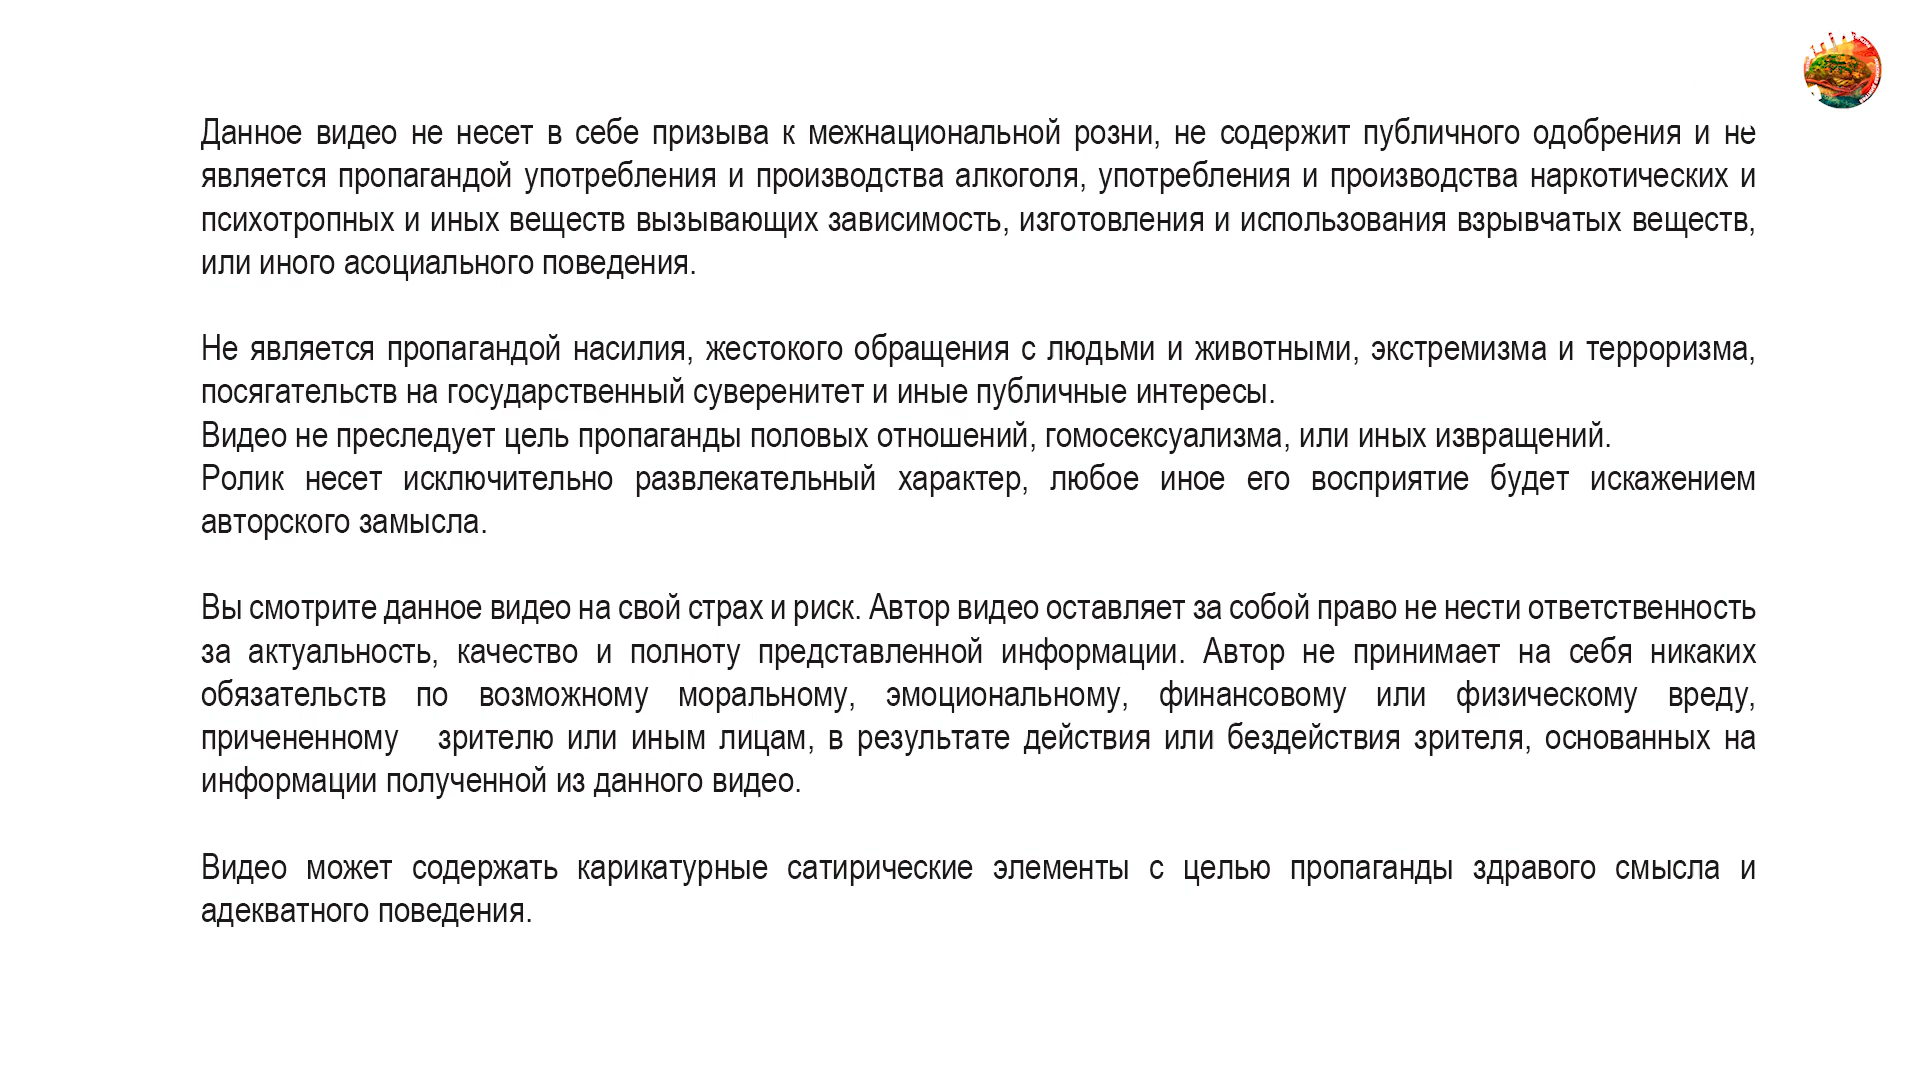 Данное видео не несет в себе призыва к межнациональной розни, не содержит публичного одобрения и не
является пропагандой употребления и производства алкоголя, употребления и производства наркотических и
психотропных и иных веществ вызывающих зависимость, изготовления и использования взрывчатых веществ,
или иного асоциального поведения.
Не является пропагандой насилия, жестокого обращения с людьми и животными, экстремизма и терроризма,
посягательств на государственный суверенитет и иные публичные интересы.
Видео не преследует цель пропаганды половых отношений, гомосексуализма, или иных извращений.
Ролик несет исключительно развлекательный характер, любое иное его восприятие будет искажением
авторского замысла.
Вы смотрите данное видео на свой страх и риск. Автор видео оставляет за собой право не нести ответственность
за актуальность, качество и полноту представленной информации. Автор не принимает на себя никаких
обязательств по возможному моральному, эмоциональному, финансовому или физическому вреду,
причененному зрителю или иным лицам, в результате действия или бездействия зрителя, основанных на
информации полученной из данного видео.
Видео может содержать карикатурные сатирические элементы с целью пропаганды здравого смысла и
адекватного поведения.